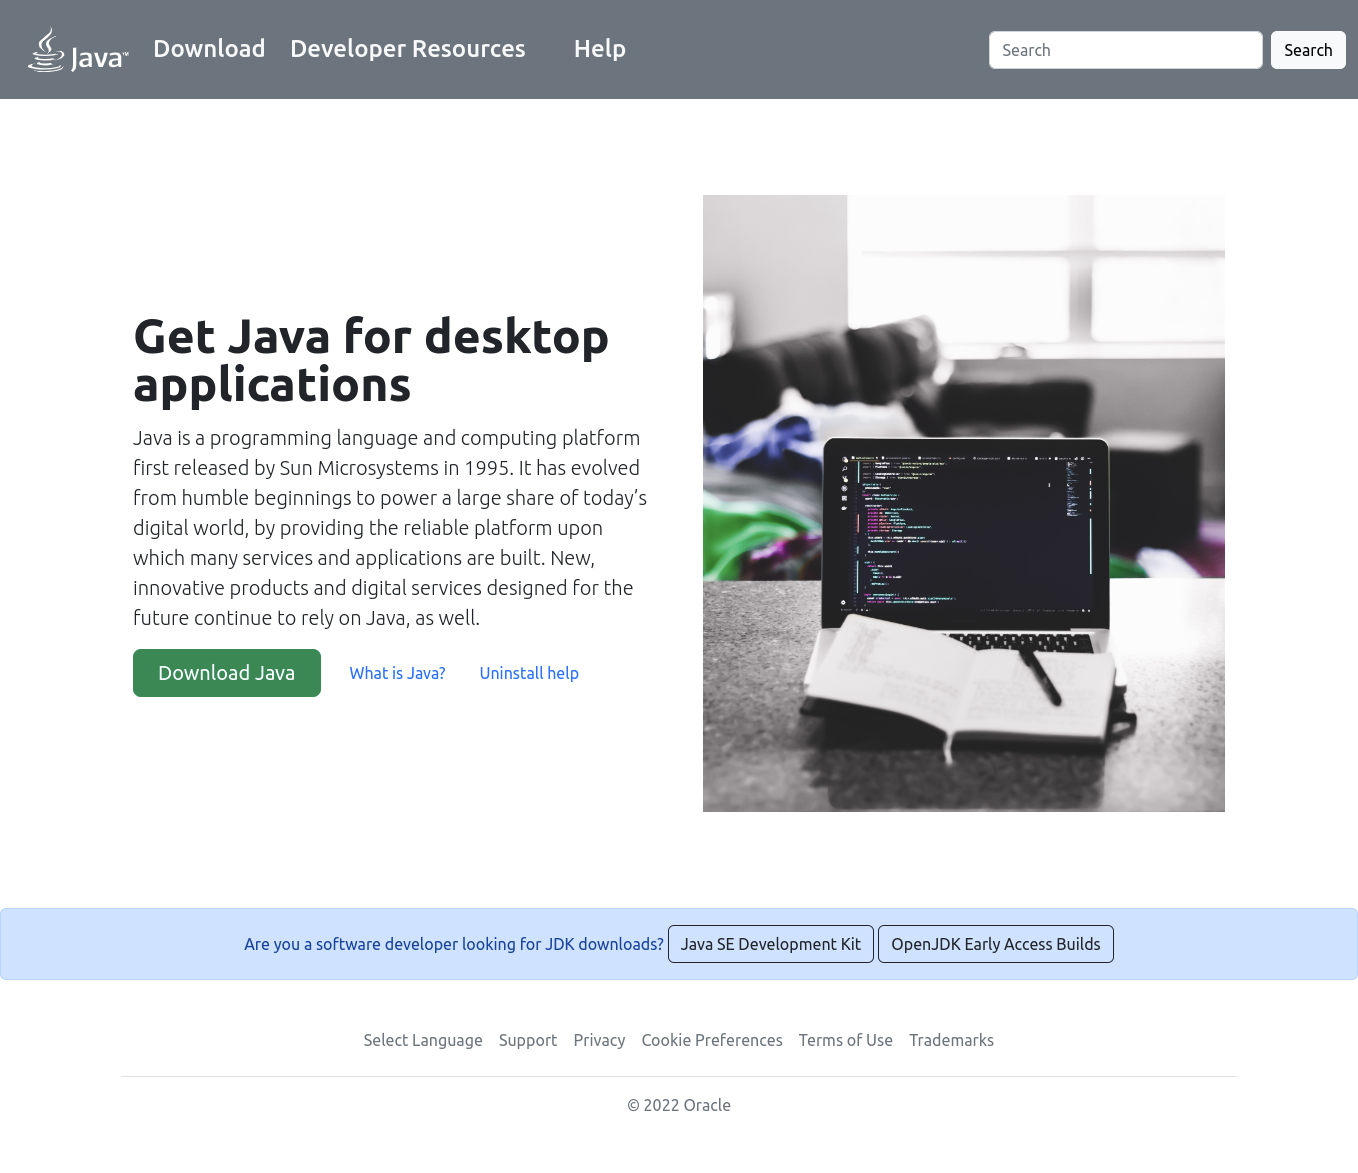 Java™ Download Developer Resources Help Search Search
Get Java for desktop
applications
Java is a programming language and computing platform
first released by Sun Microsystems in 1995. It has evolved
from humble beginnings to power a large share of today’s
digital world, by providing the reliable platform upon
which many services and applications are built. New,
innovative products and digital services designed for the
future continue to rely on Java, as well.
Download Java What is Java? Uninstall help
Are you a software developer looking for JDK downloads? Java SE Development Kit OpenJDK Early Access Builds
Select Language Support Privacy Cookie Preferences Terms of Use Trademarks
© 2022 Oracle